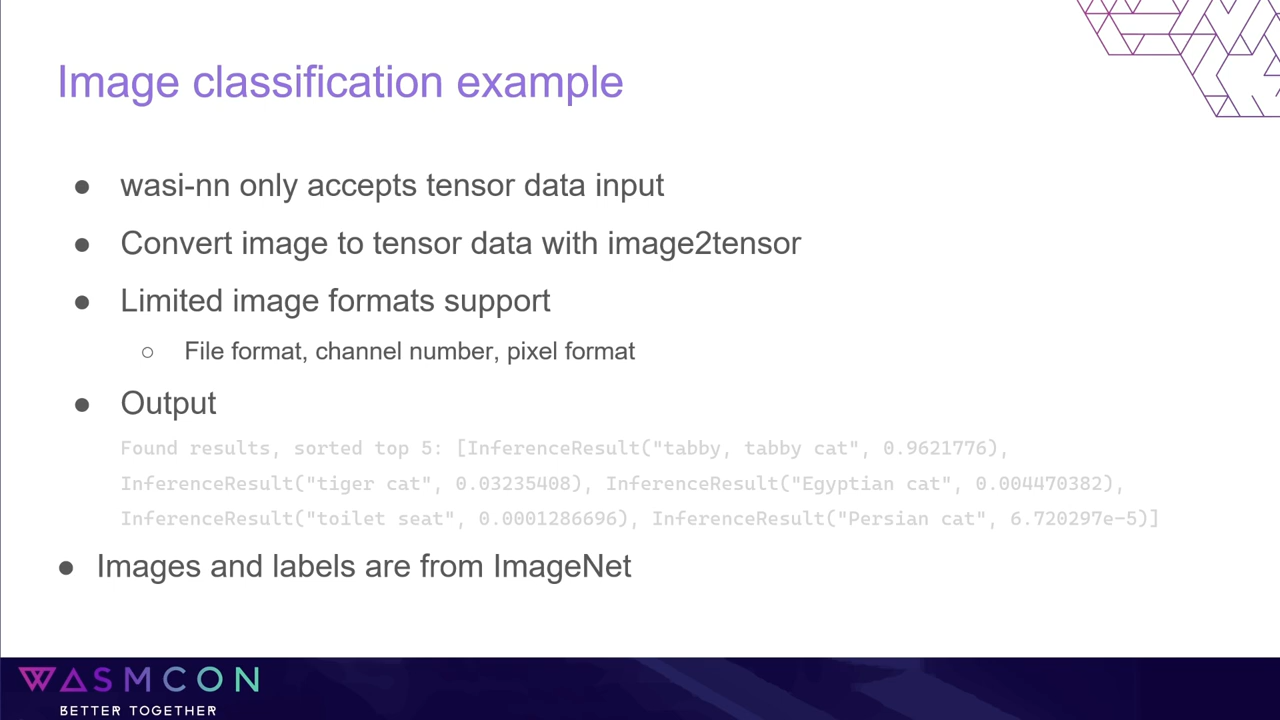 Image classification example
● wasi-nn only accepts tensor data input
● Convert image to tensor data with image2tensor
● Limited image formats support
○ File format, channel number, pixel format
● Output
Found results, sorted top 5: [InferenceResult("tabby, tabby cat", 0.9621776),
InferenceResult("tiger cat", 0.03235408), InferenceResult("Egyptian cat", 0.004470382),
InferenceResult("toilet seat", 0.0001286696), InferenceResult("Persian cat", 6.720297e-5)]
● Images and labels are from ImageNet
WASMCON
BETTER TOGETHER